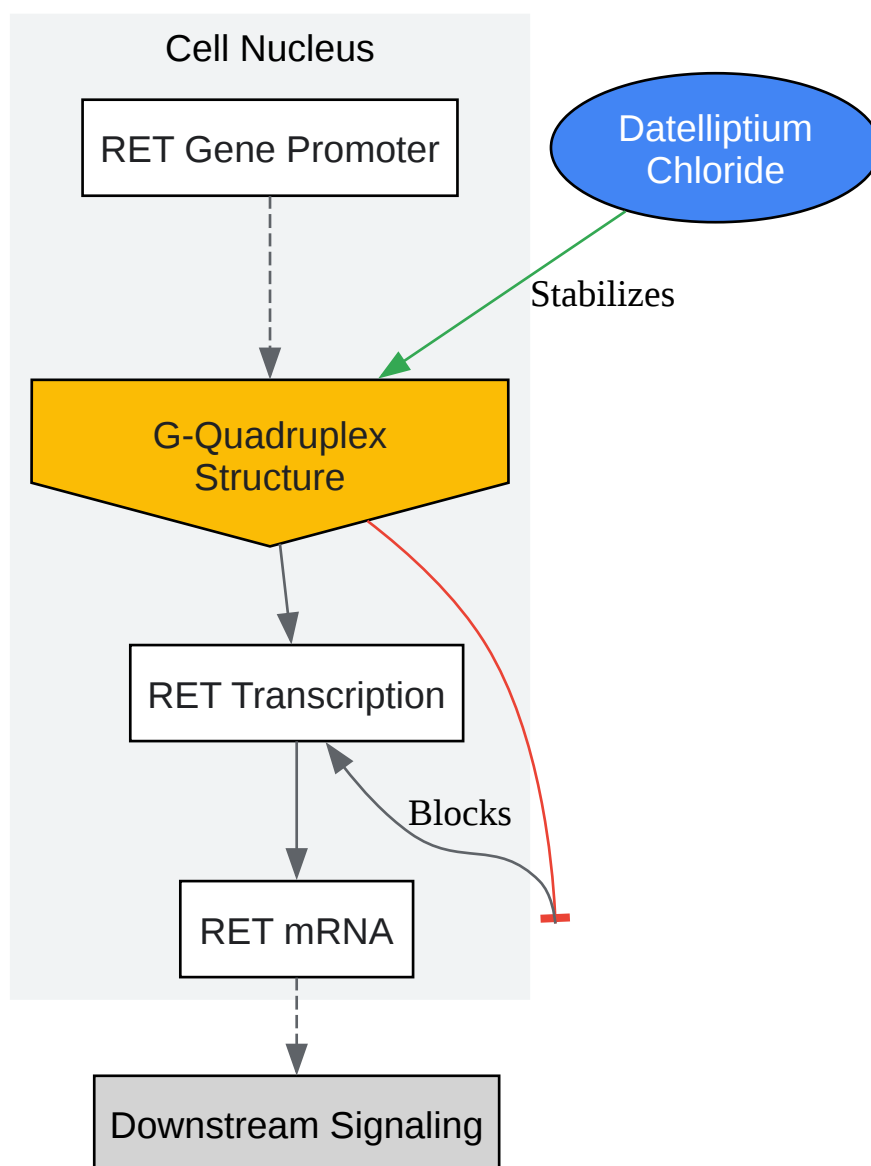 Cell Nucleus
RET Gene Promoter
Datelliptium
Chloride
Stabilizes
G-Quadruplex
Structure
RET Transcription
Blocks
RET mRNA
Downstream Signaling